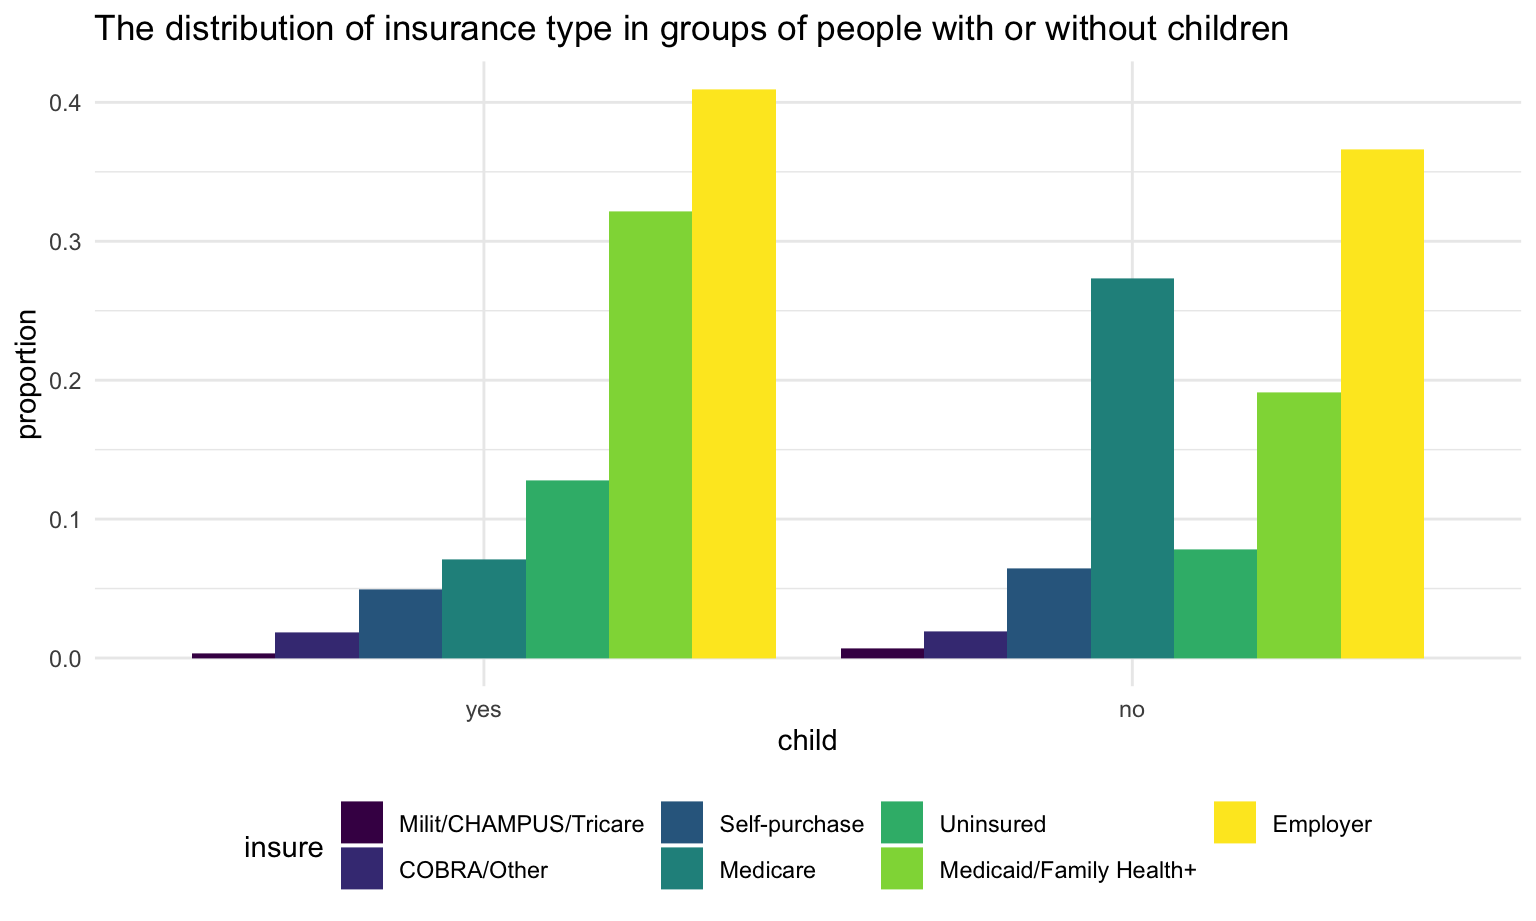 The distribution of insurance type in groups of people with or without children
0.4
0.3
0.2
0.1
0.0
proportion
yes
no
child
insure
Milit/CHAMPUS/Tricare
COBRA/Other
Self-purchase
Medicare
Uninsured
Medicaid/Family Health+
Employer